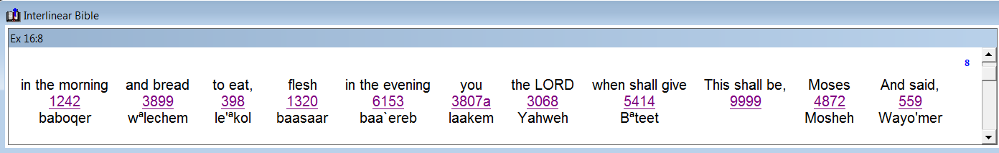 Interlinear Bible
Ex 16:8
8
in the morning and bread to eat, flesh in the evening you the LORD when shall give This shall be, Moses And said,
1242 3899 398 1320 6153 3807a 3068 5414 9999 4872 559
baboqer wªlechem le'ªkol baasaar baa`ereb laakem Yahweh Bªteet Mosheh Wayo'mer